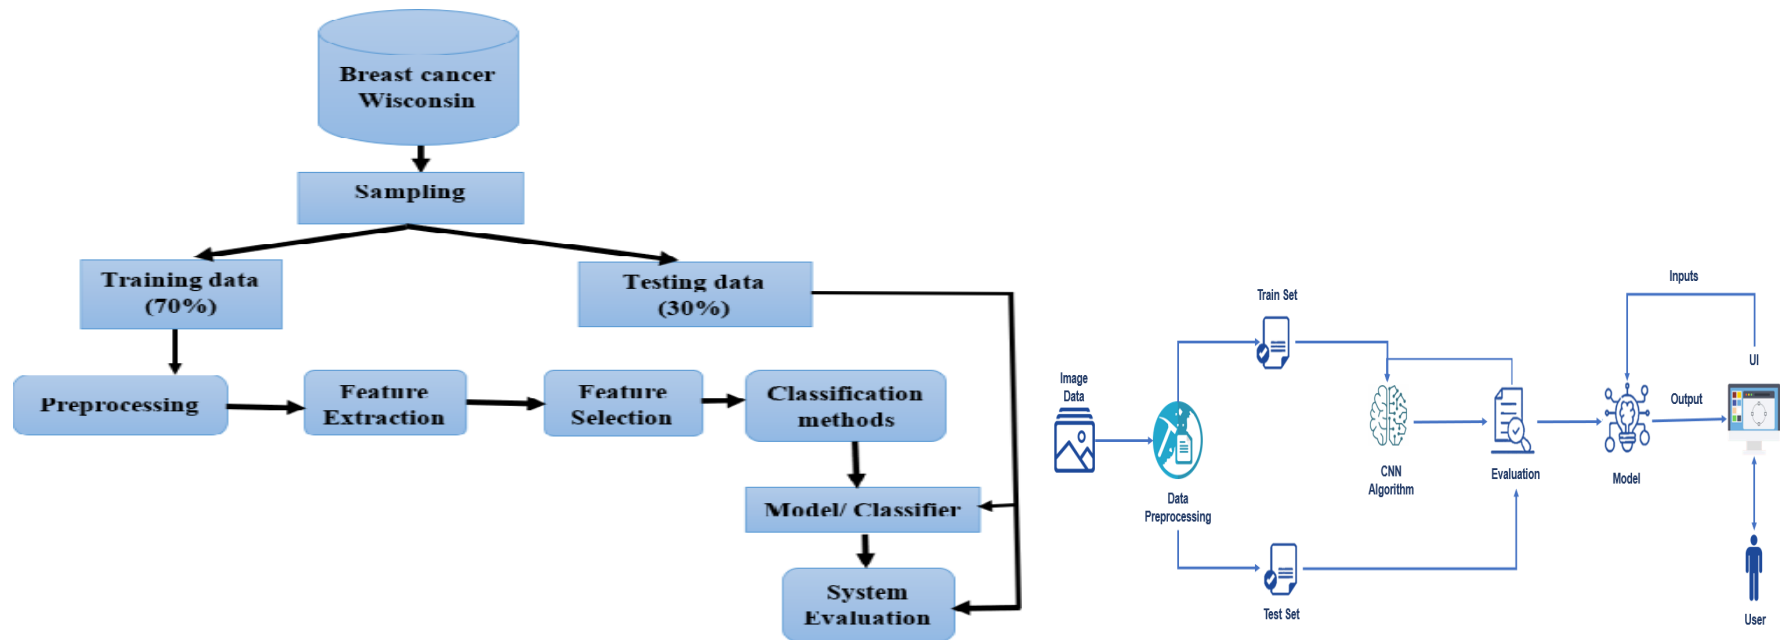 Breast cancer
Wisconsin
Sampling
Training data
(70%)
Testing data
(30%)
Preprocessing
Feature
Extraction
Feature
Selection
Classification
methods
Model/ Classifier
System
Evaluation
Image
Data
Data
Preprocessing
Train Set
Test Set
CNN
Algorithm
Evaluation
Model
Inputs
Output
UI
User